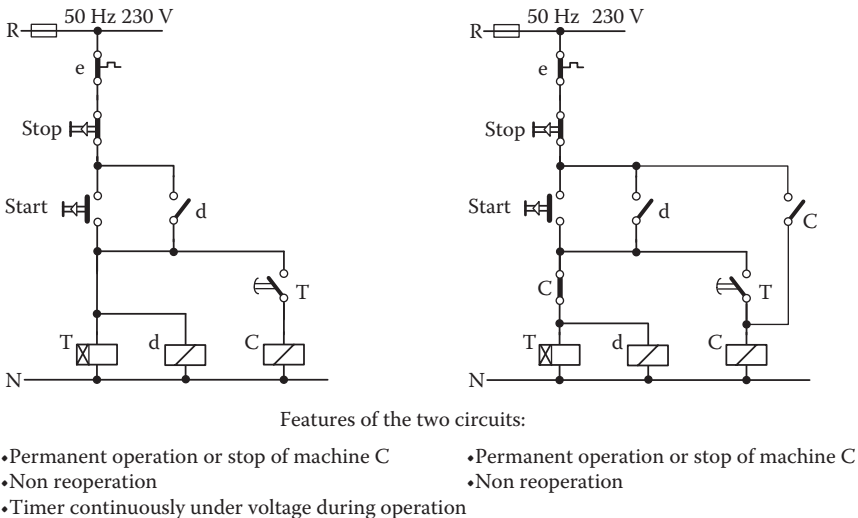 50 Hz 230 V
R
e
Stop
Start
d
T
T
d
C
N
50 Hz 230 V
R
e
Stop
Start
d
C
C
T
T
d
C
N
Features of the two circuits:
•Permanent operation or stop of machine C
•Non reoperation
•Timer continuously under voltage during operation
•Permanent operation or stop of machine C
•Non reoperation